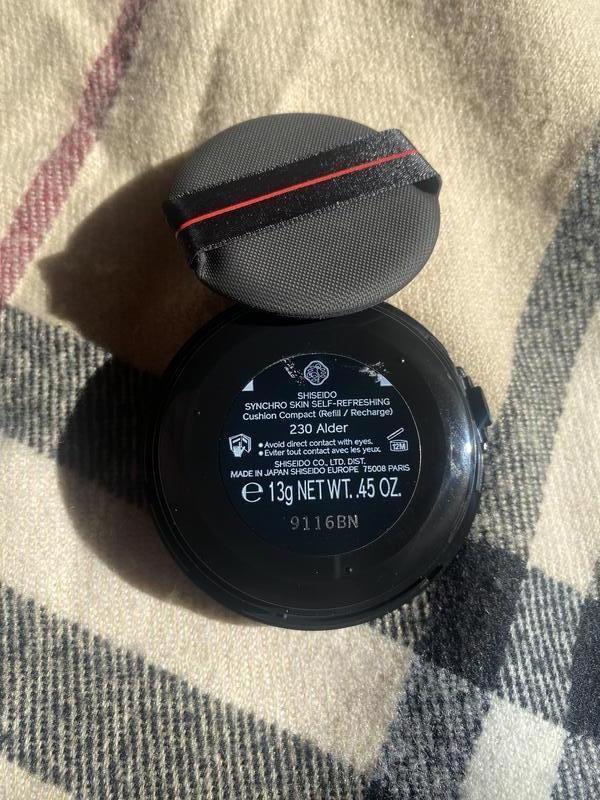 SHISEIDO
SYNCHRO SKIN SELF-REFRESHING
Cushion Compact (Refill / Recharge)
230 Alder
• Avoid direct contact with eyes.
• Eviter tout contact avec les yeux.
12M
SHISEIDO CO., LTD. DIST.
MADE IN JAPAN SHISEIDO EUROPE 75008 PARIS
℮ 13g NET WT. .45 OZ.
9116BN